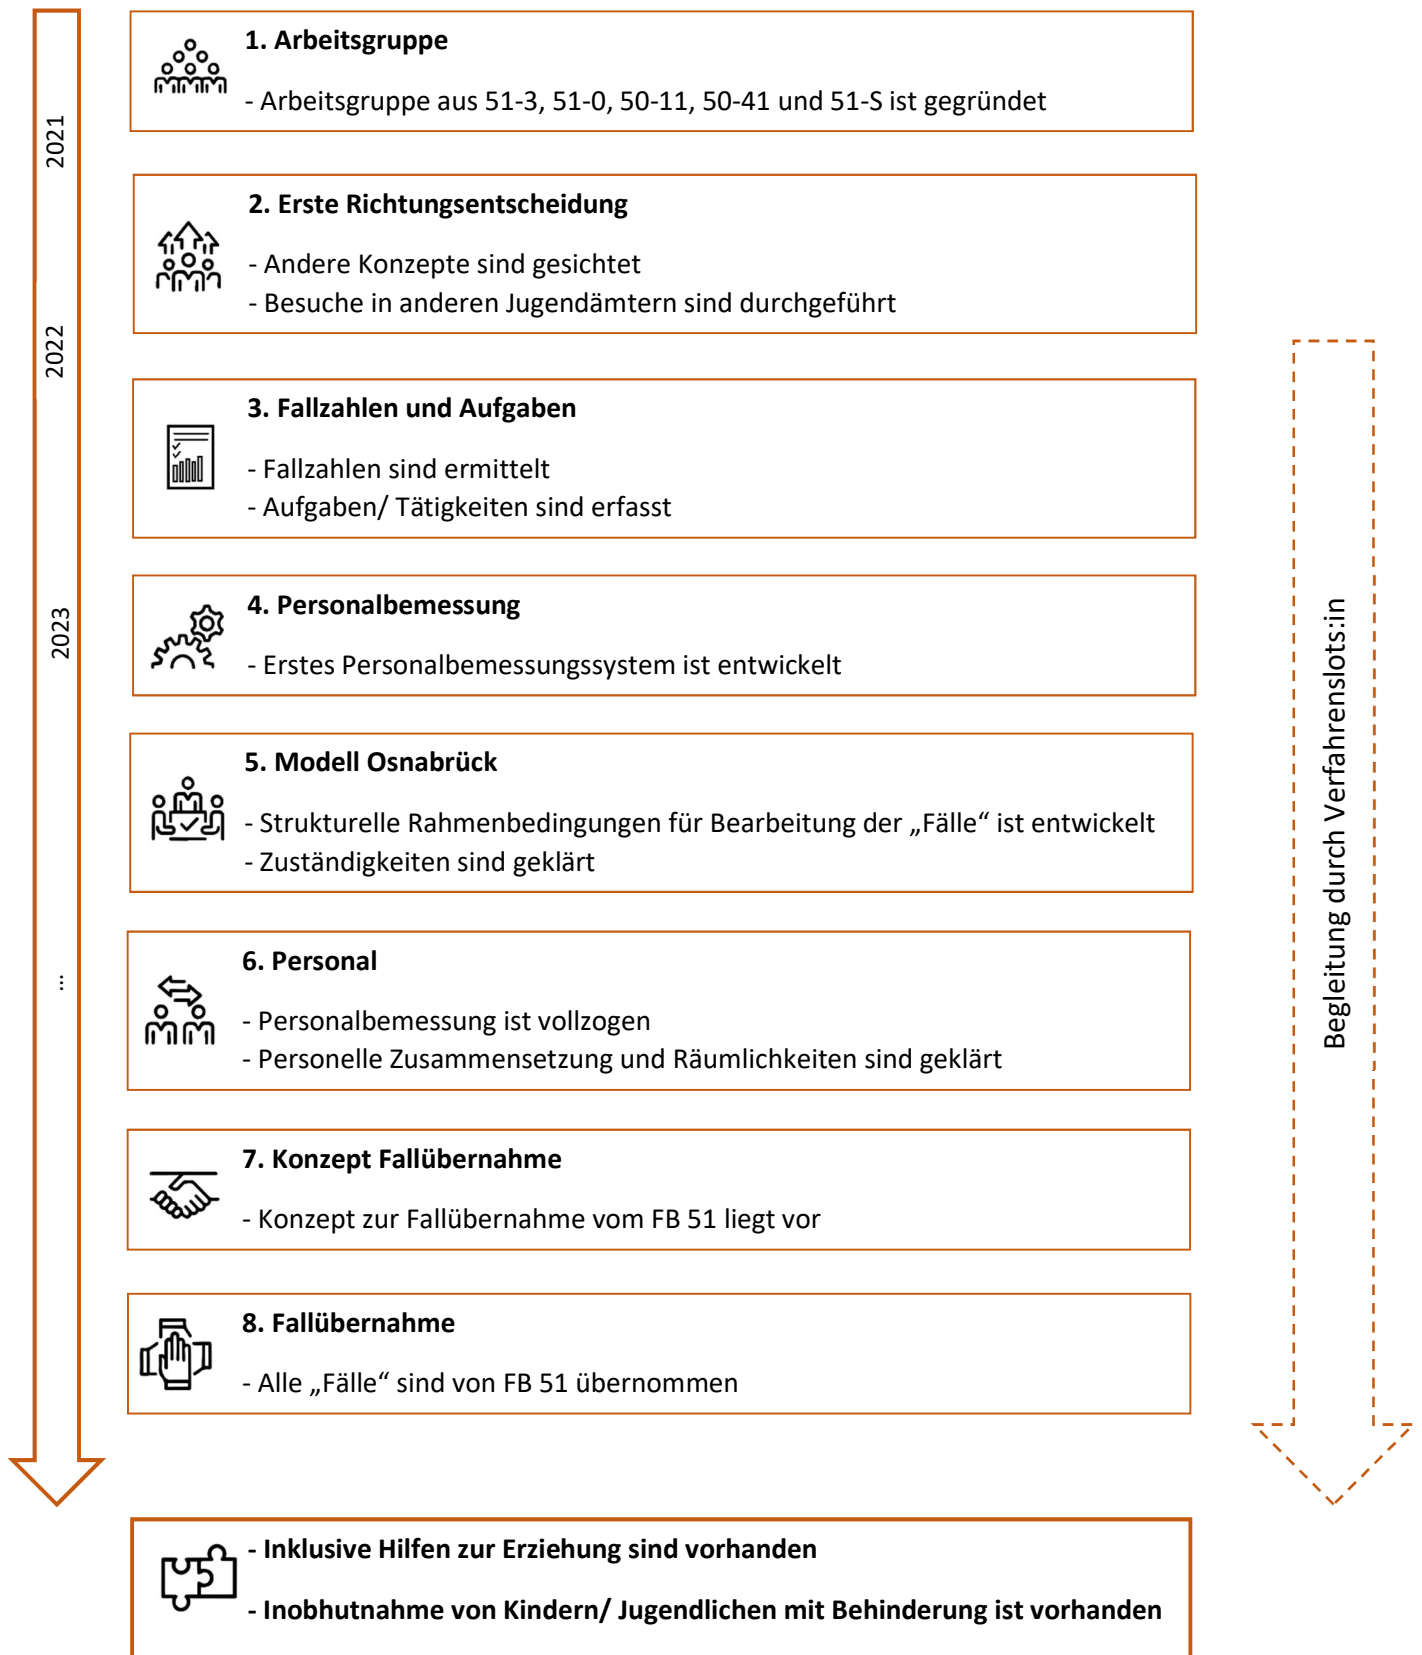 1. Arbeitsgruppe
- Arbeitsgruppe aus 51-3, 51-0, 50-11, 50-41 und 51-S ist gegründet
2021
2. Erste Richtungsentscheidung
- Andere Konzepte sind gesichtet
- Besuche in anderen Jugendämtern sind durchgeführt
2022
3. Fallzahlen und Aufgaben
- Fallzahlen sind ermittelt
- Aufgaben/ Tätigkeiten sind erfasst
2023
4. Personalbemessung
- Erstes Personalbemessungssystem ist entwickelt
5. Modell Osnabrück
- Strukturelle Rahmenbedingungen für Bearbeitung der „Fälle“ ist entwickelt
- Zuständigkeiten sind geklärt
...
6. Personal
- Personalbemessung ist vollzogen
- Personelle Zusammensetzung und Räumlichkeiten sind geklärt
7. Konzept Fallübernahme
- Konzept zur Fallübernahme vom FB 51 liegt vor
8. Fallübernahme
- Alle „Fälle“ sind von FB 51 übernommen
Begleitung durch Verfahrenslots:in
- Inklusive Hilfen zur Erziehung sind vorhanden
- Inobhutnahme von Kindern/ Jugendlichen mit Behinderung ist vorhanden